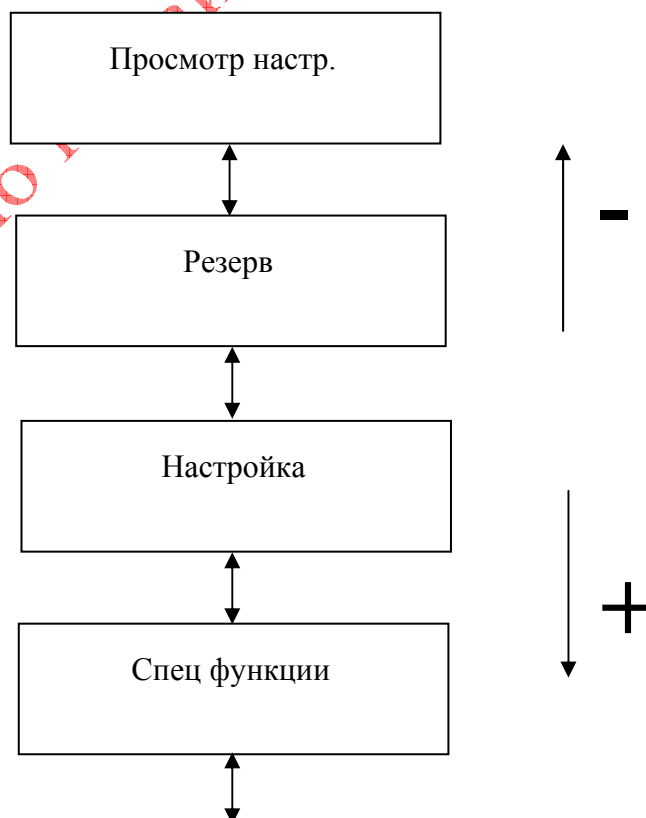 Просмотр настр.
Резерв
-
Настройка
+
Спец функции